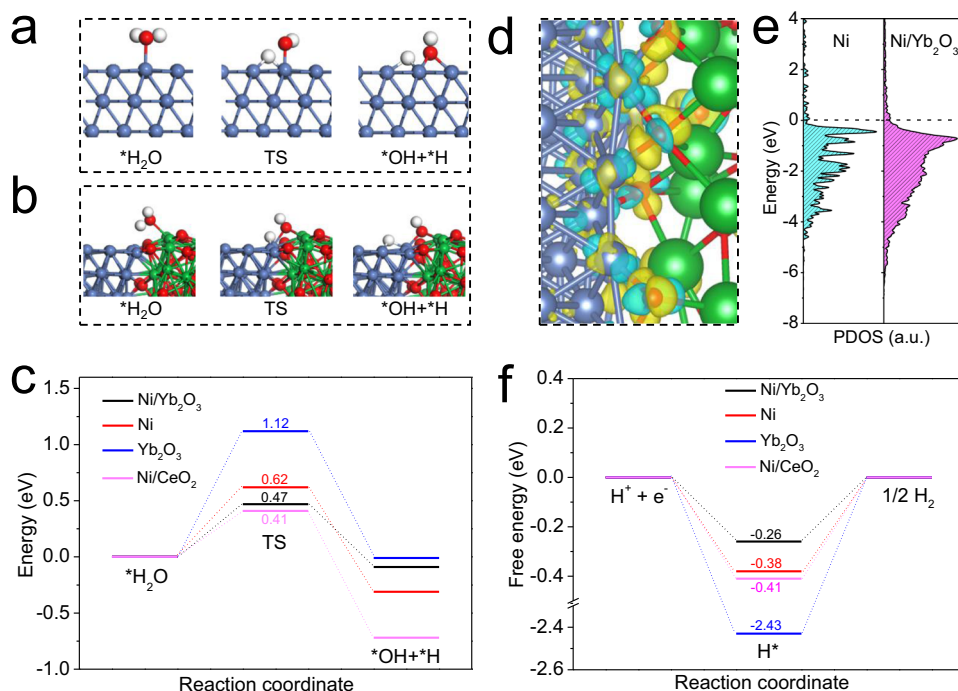 a
*H₂O
TS
*OH+*H
b
*H₂O
TS
*OH+*H
c
Energy (eV)
1.0
0.5
0.0
-0.5
-1.0
Ni/Yb₂O₃
Ni
Yb₂O₃
Ni/CeO₂
1.12
0.62
0.47
0.41
TS
*H₂O
*OH+*H
Reaction coordinate
d
e
Energy (eV)
4
2
0
-2
-4
-6
-8
Ni
Ni/Yb₂O₃
PDOS (a.u.)
f
Free energy (eV)
0.4
0.2
0.0
-0.2
-0.4
-2.4
-2.6
Ni/Yb₂O₃
Ni
Yb₂O₃
Ni/CeO₂
H⁺ + e⁻
1/2 H₂
-0.26
-0.38
-0.41
-2.43
H*
Reaction coordinate